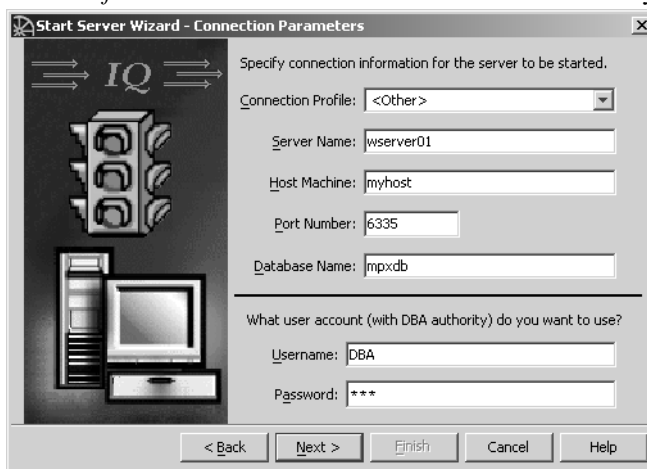 Start Server Wizard - Connection Parameters
IQ
Specify connection information for the server to be started.
Connection Profile: <Other>
Server Name: wserver01
Host Machine: myhost
Port Number: 6335
Database Name: mpxdb
What user account (with DBA authority) do you want to use?
Username: DBA
Password: ***
< Back Next > Finish Cancel Help